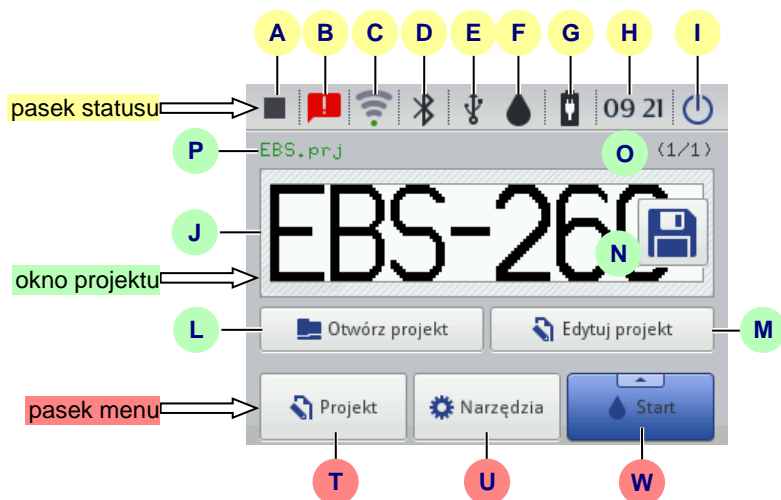 A B C D E F G H I
pasek statusu
09 21
P
EBS.prj
O
(1/1)
J
EBS-260
N
okno projektu
L
Otwórz projekt
Edytuj projekt
M
pasek menu
Projekt
Narzędzia
Start
T
U
W